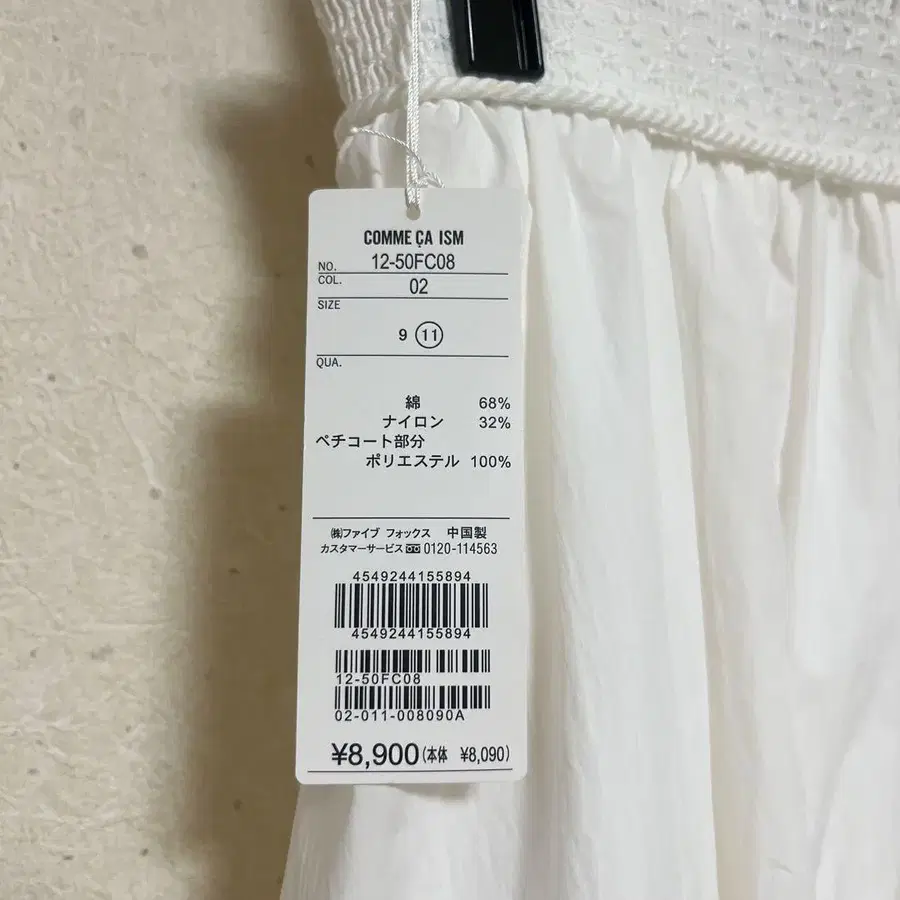 COMME ÇA ISM
NO. 12-50FC08
COL. 02
SIZE
9 11
QUA.
綿 68%
ナイロン 32%
ペチコート部分
ポリエステル 100%
㈱ファイブ フォックス 中国製
カスタマーサービス 0120-114563
4549244155894
4549244155894
12-50FC08
02-011-008090A
¥8,900(本体 ¥8,090)